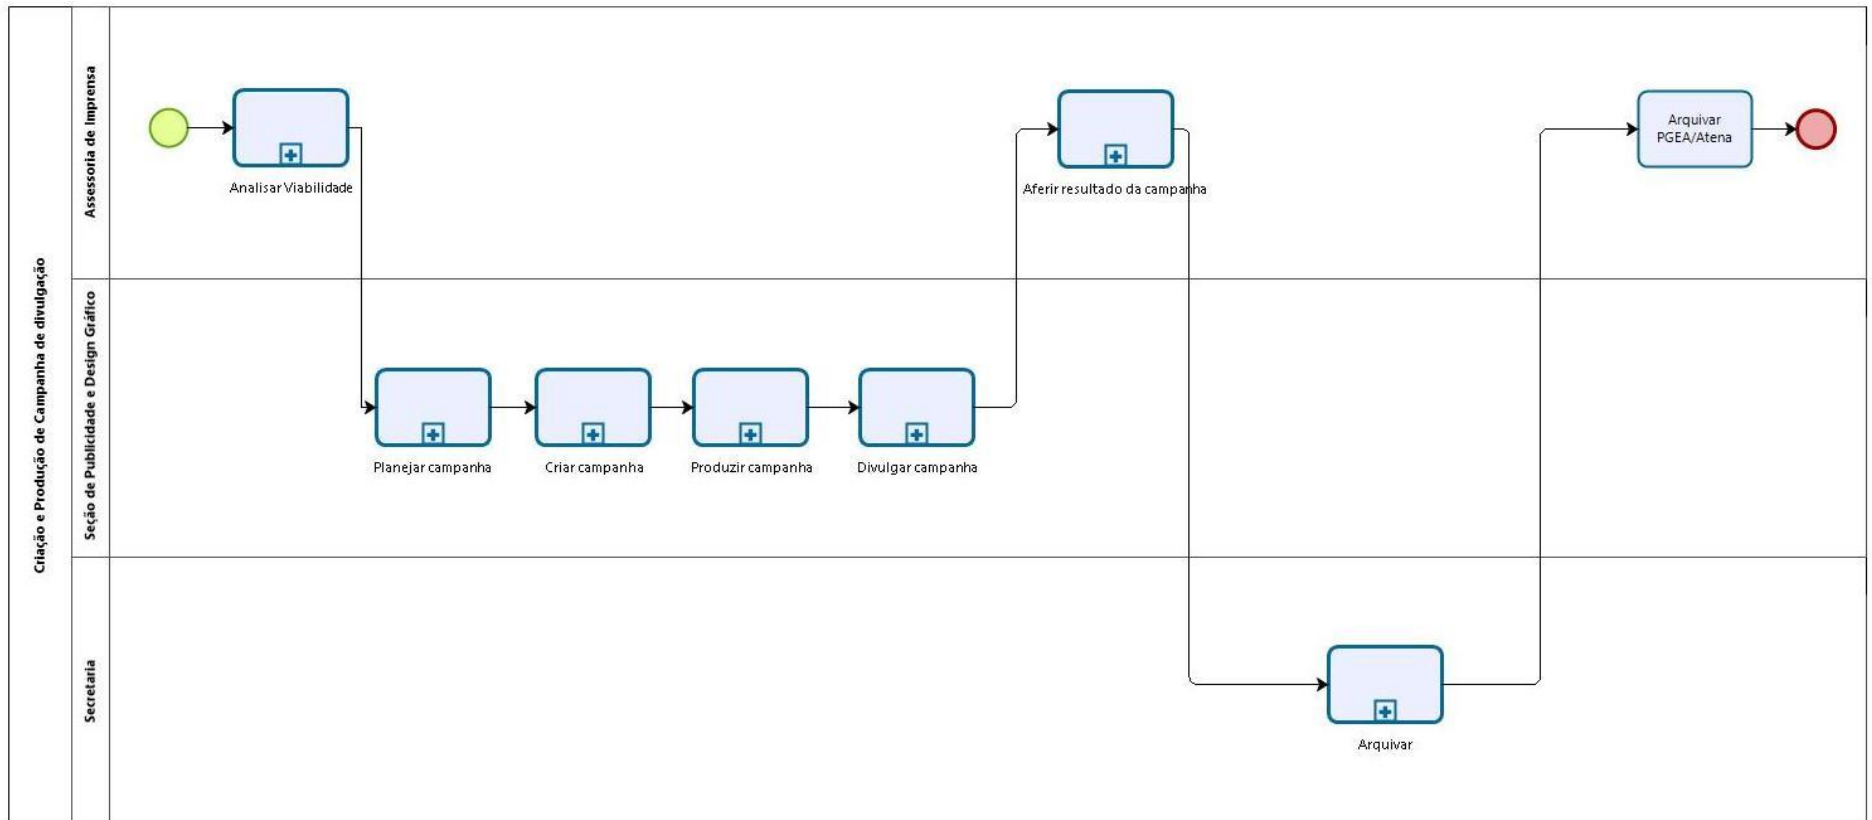 Criação e Produção de Campanha de divulgação
Assessoria de Imprensa
Analisar Viabilidade
Aferir resultado da campanha
Arquivar
PGEA/Atena
Seção de Publicidade e Design Gráfico
Planejar campanha
Criar campanha
Produzir campanha
Divulgar campanha
Secretaria
Arquivar